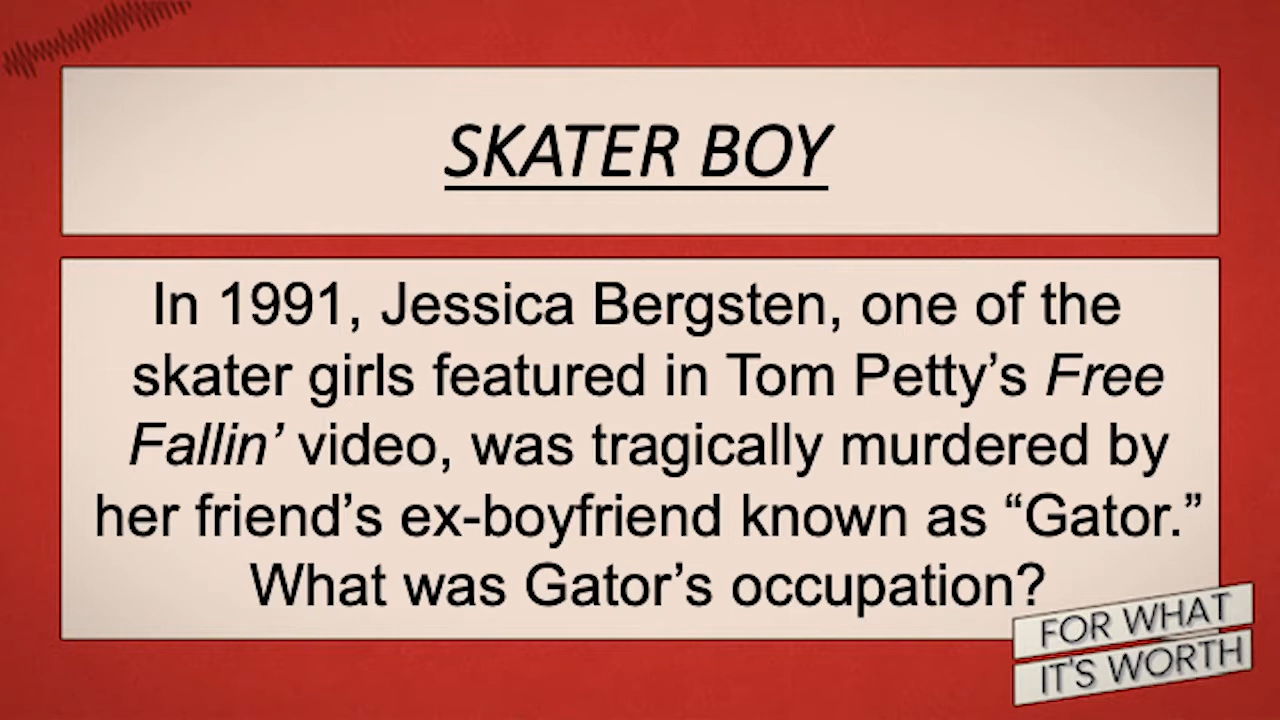 SKATER BOY
In 1991, Jessica Bergsten, one of the
skater girls featured in Tom Petty’s Free
Fallin’ video, was tragically murdered by
her friend’s ex-boyfriend known as “Gator.”
What was Gator’s occupation?
FOR WHAT
IT'S WORTH